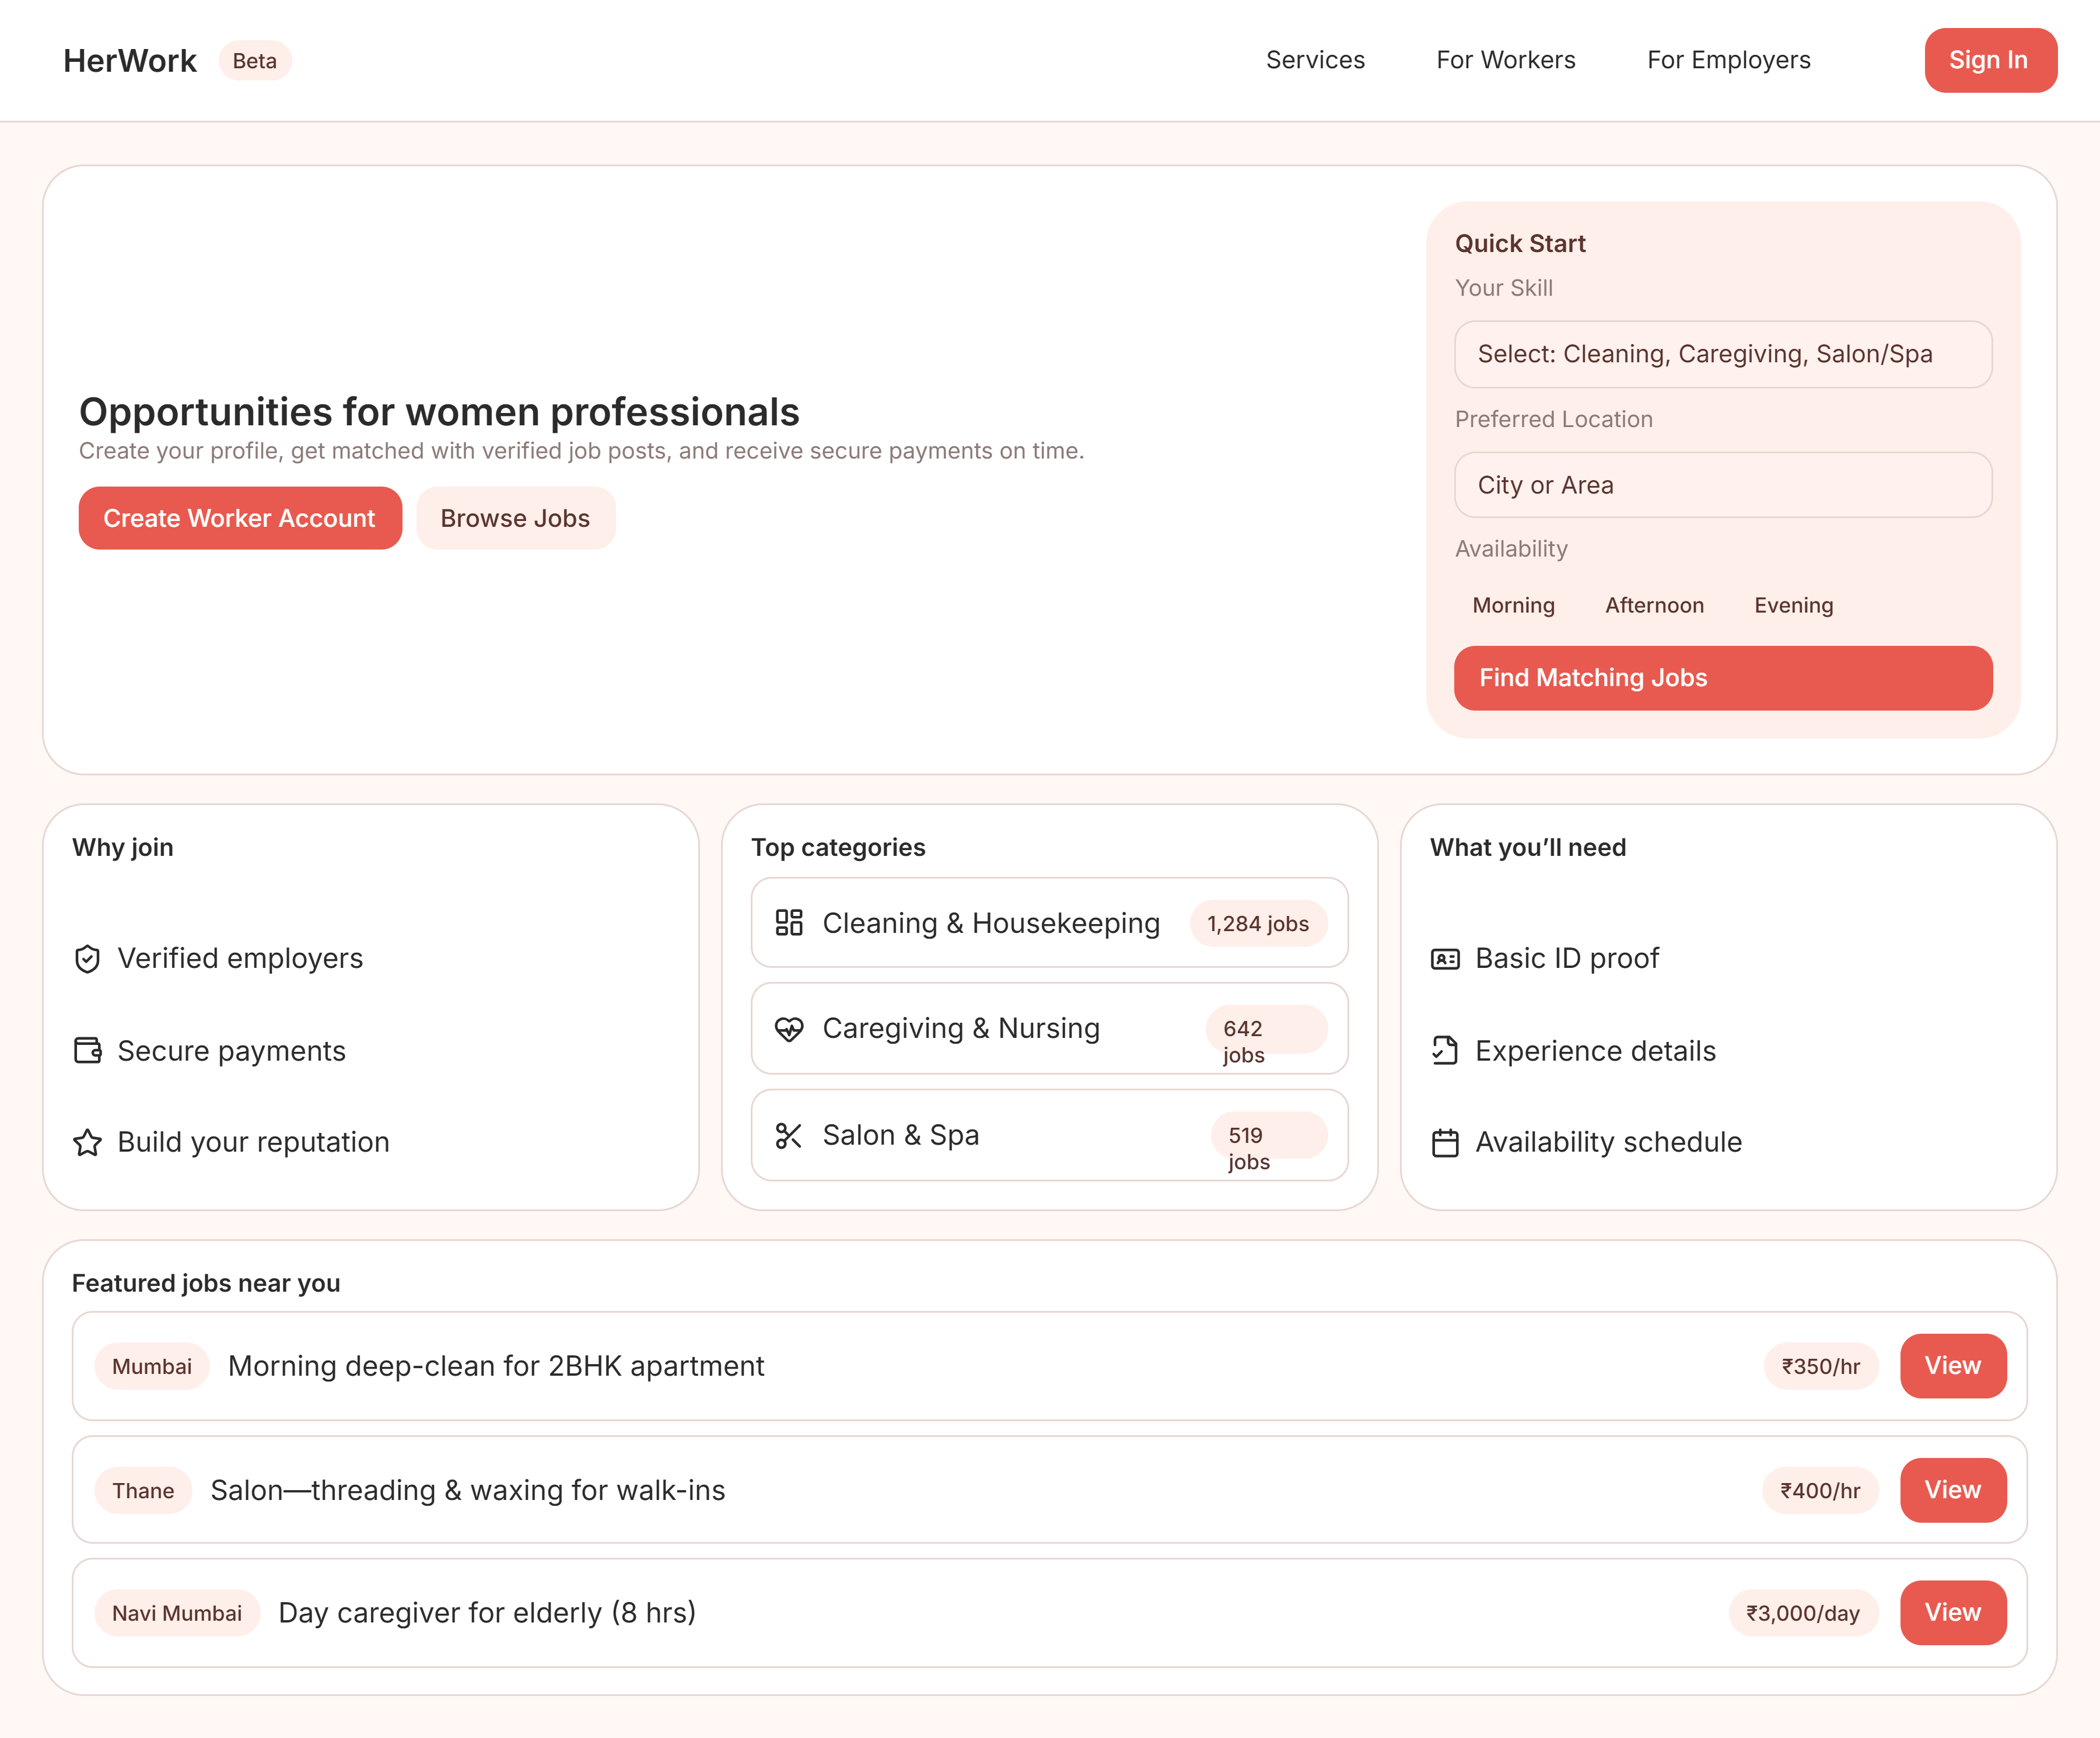 HerWork
Beta
Services
For Workers
For Employers
Sign In
Opportunities for women professionals
Create your profile, get matched with verified job posts, and receive secure payments on time.
Create Worker Account
Browse Jobs
Quick Start
Your Skill
Select: Cleaning, Caregiving, Salon/Spa
Preferred Location
City or Area
Availability
Morning
Afternoon
Evening
Find Matching Jobs
Why join
Verified employers
Secure payments
Build your reputation
Top categories
Cleaning & Housekeeping
1,284 jobs
Caregiving & Nursing
642
jobs
Salon & Spa
519
jobs
What you’ll need
Basic ID proof
Experience details
Availability schedule
Featured jobs near you
Mumbai
Morning deep-clean for 2BHK apartment
₹350/hr
View
Thane
Salon—threading & waxing for walk-ins
₹400/hr
View
Navi Mumbai
Day caregiver for elderly (8 hrs)
₹3,000/day
View